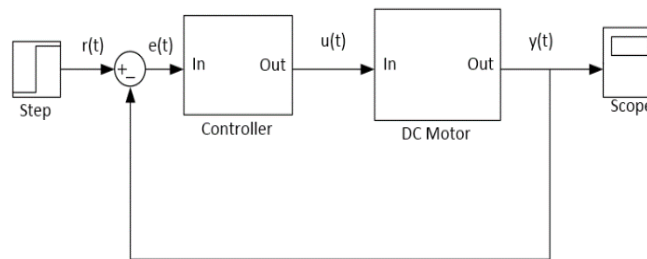 r(t)
e(t)
u(t)
y(t)
+
−
In
Out
In
Out
Step
Controller
DC Motor
Scope